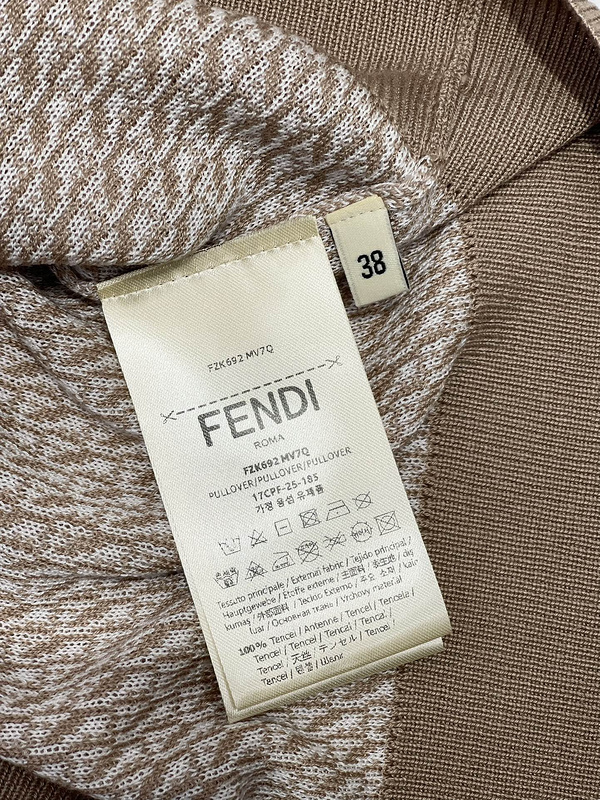 38
FZK692 MV7Q
FENDI
ROMA
FZK692 MV7Q
PULLOVER/PULLOVER/PULLOVER
17CPF-25-185
가정 용섬 유제품
Tessuto principale / External fabric / Tejido principal /
Hauptgewebe / Étoffe externe / 主面料 / 表生地 / dış
kumaş / 外部面料 / Tecido Externo / 주요 소재 / kain
luar / Основная ткань / Vrchový materiál
100% Tencel / Tencel / Tencele /
Tencel / Tencel / Tencel /
Tencel / 天丝 / テンセル / Tencel
Tencel / 텐셀 /